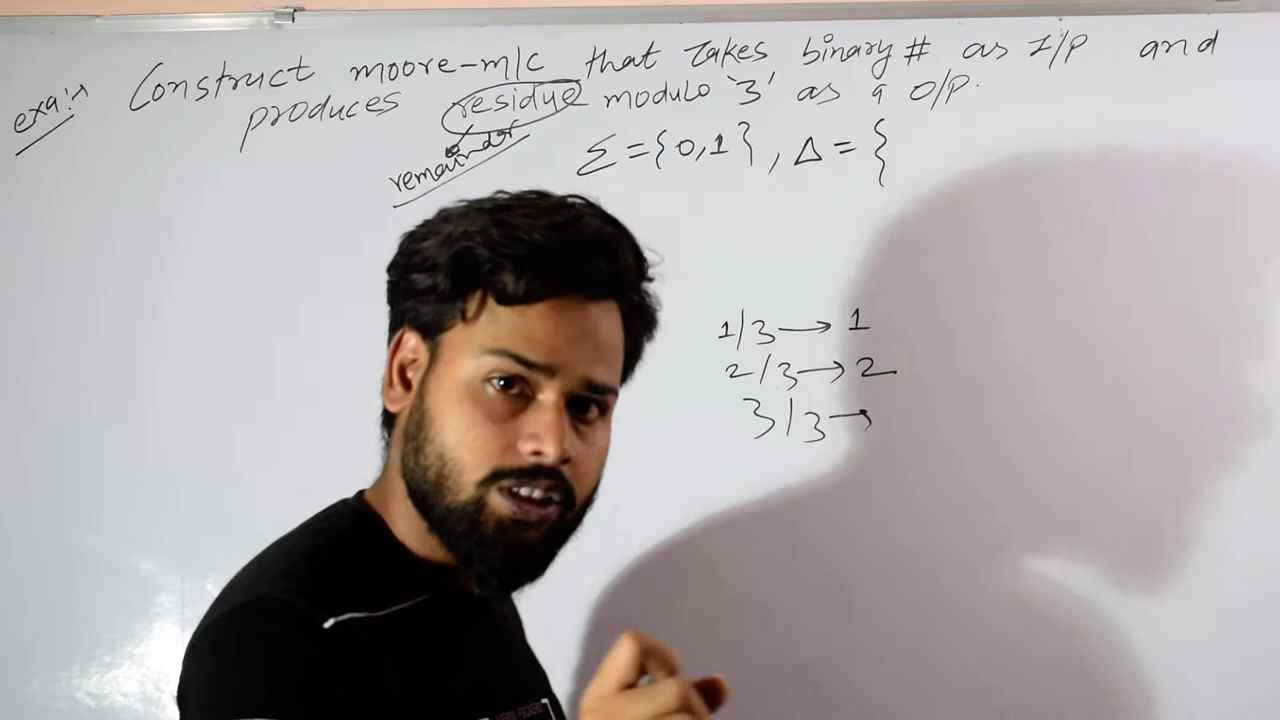 exa:→ Construct moore-m/c that takes binary # as I/P and
produces residue modulo '3' as a O/P.
remainder
Σ={0,1}, Δ={
1/3→1
2/3→2
3/3→